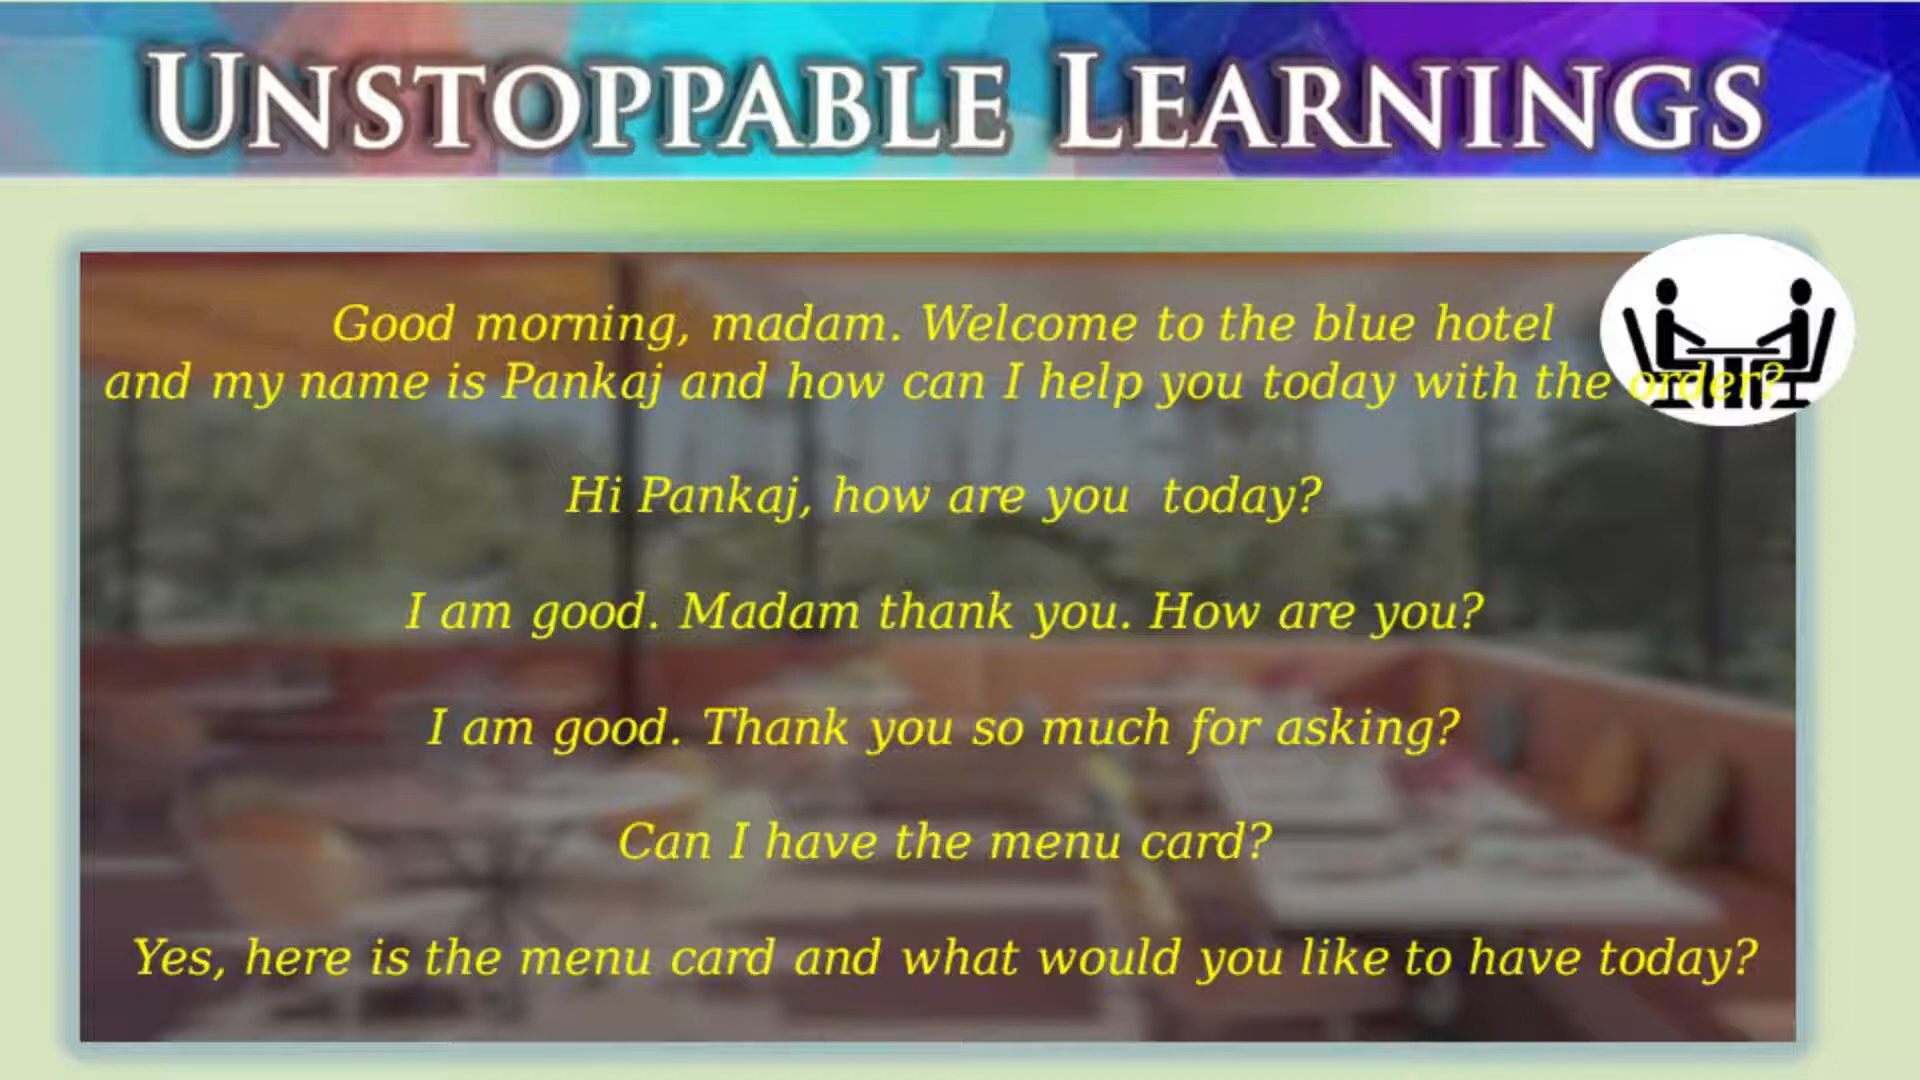 UNSTOPPABLE LEARNINGS
Good morning, madam. Welcome to the blue hotel
and my name is Pankaj and how can I help you today with the order?
Hi Pankaj, how are you  today?
I am good. Madam thank you. How are you?
I am good. Thank you so much for asking?
Can I have the menu card?
Yes, here is the menu card and what would you like to have today?